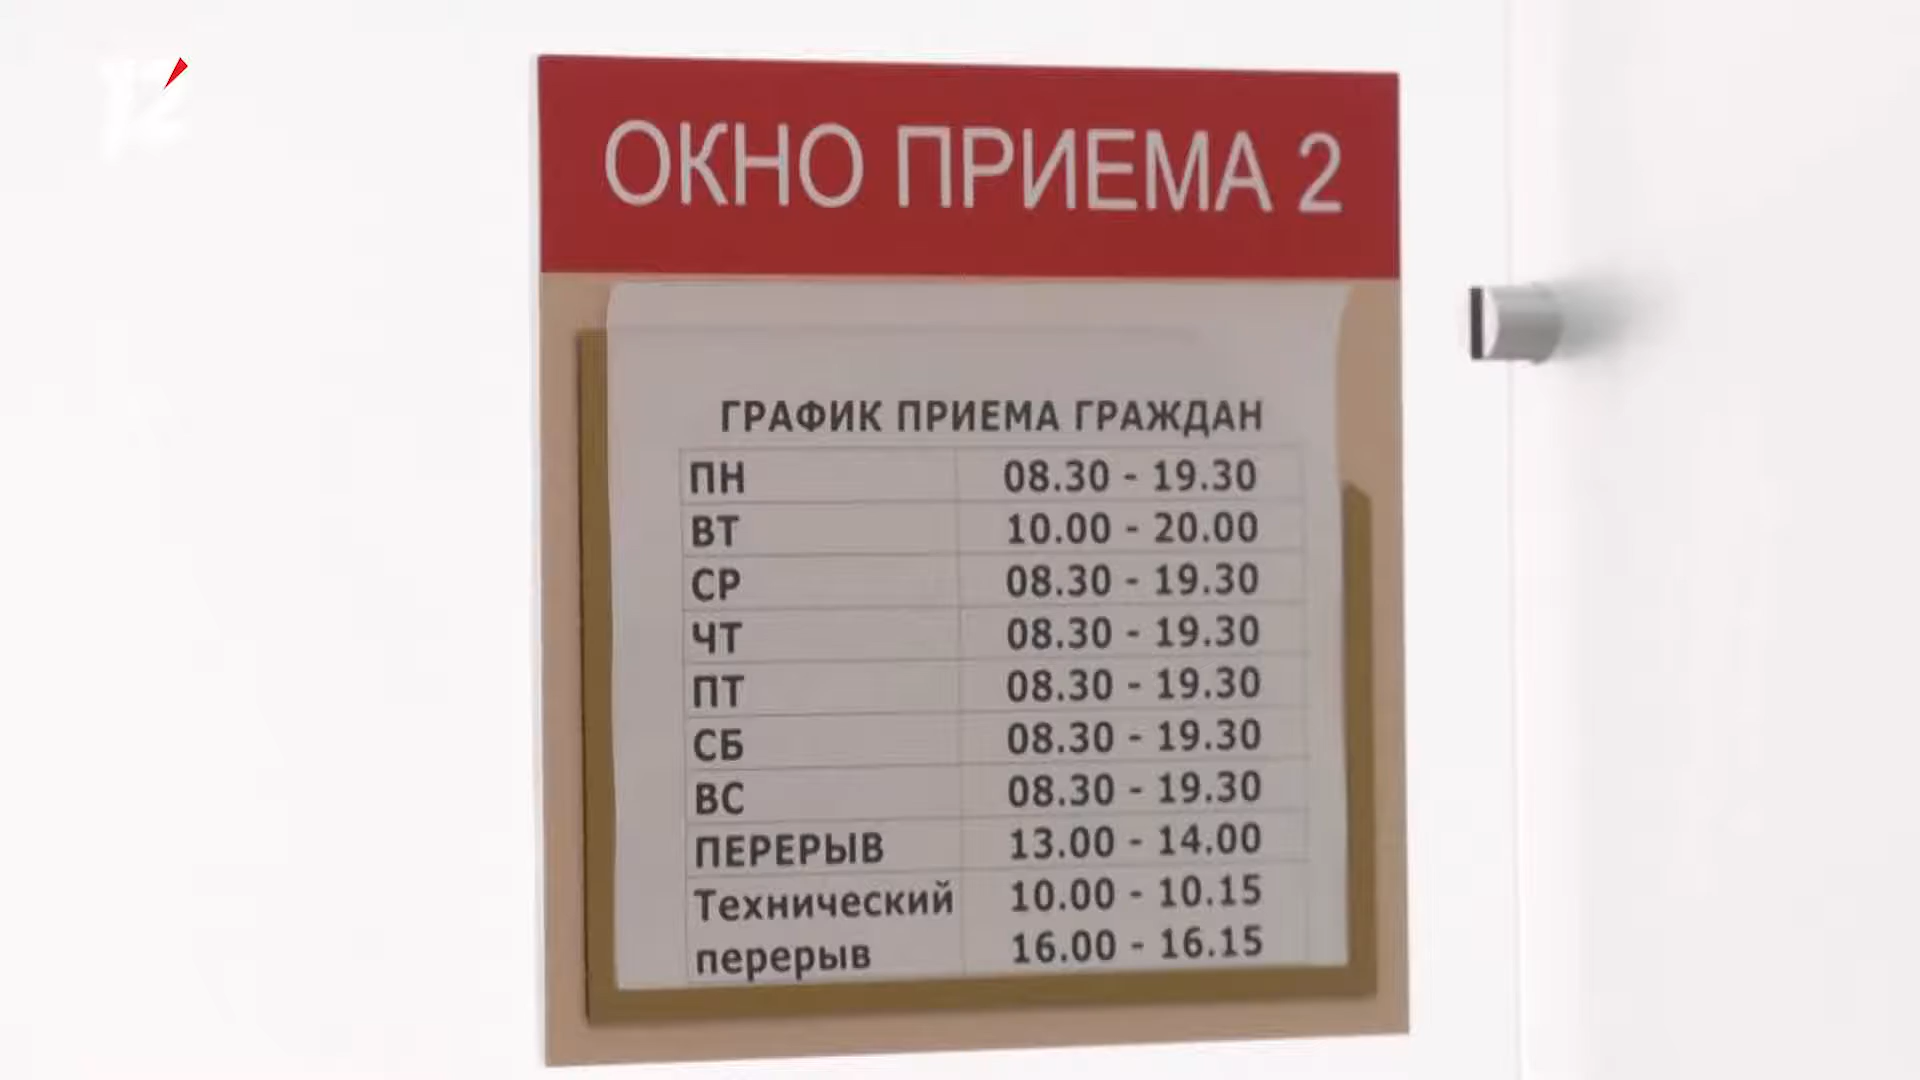 12
ОКНО ПРИЕМА 2
ГРАФИК ПРИЕМА ГРАЖДАН
ПН 08.30 - 19.30
ВТ 10.00 - 20.00
СР 08.30 - 19.30
ЧТ 08.30 - 19.30
ПТ 08.30 - 19.30
СБ 08.30 - 19.30
ВС 08.30 - 19.30
ПЕРЕРЫВ 13.00 - 14.00
Технический 10.00 - 10.15
перерыв 16.00 - 16.15